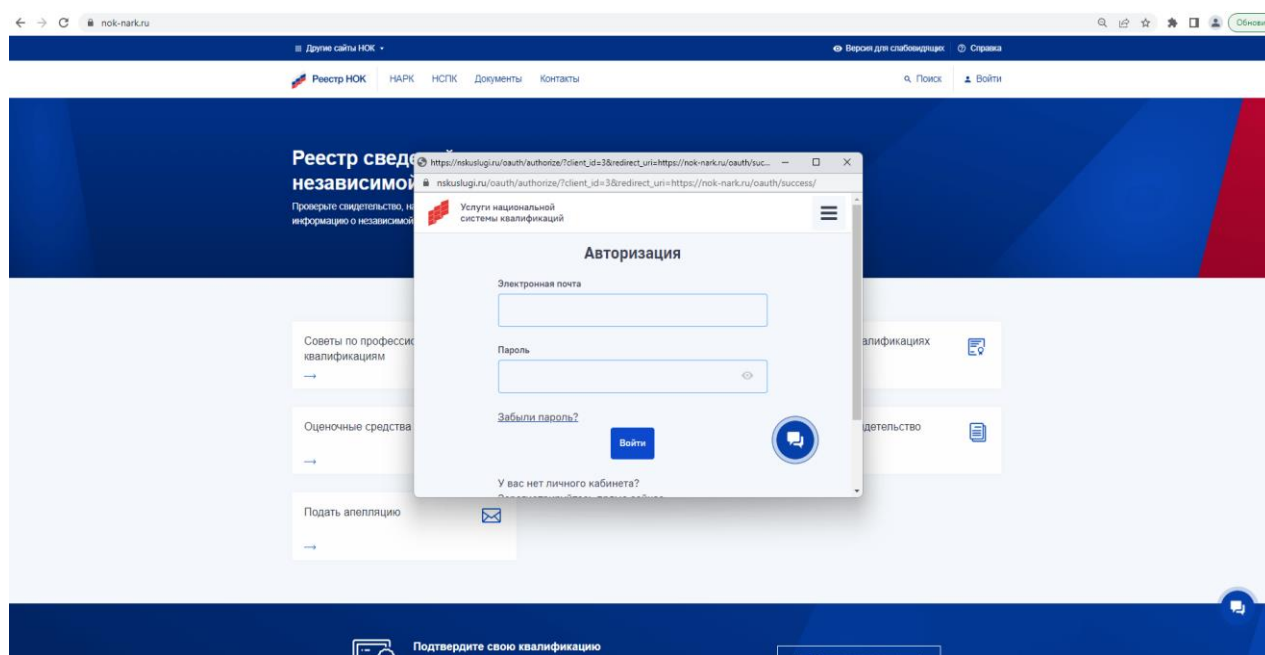 nok-nark.ru
Обнови
Другие сайты НОК
Версия для слабовидящих
Справка
Реестр НОК
НАРК
НСПК
Документы
Контакты
Поиск
Войти
Реестр сведе
независимой
Проверьте свидетельство, н
информацию о независимой
https://nskuslugi.ru/oauth/authorize/?client_id=3&redirect_uri=https://nok-nark.ru/oauth/suc...
nskuslugi.ru/oauth/authorize/?client_id=3&redirect_uri=https://nok-nark.ru/oauth/success/
Услуги национальной
системы квалификаций
Авторизация
Электронная почта
Пароль
Забыли пароль?
Войти
У вас нет личного кабинета?
Советы по професси
квалификациям
алификациях
Оценочные средства
детельство
Подать апелляцию
Подтвердите свою квалификацию